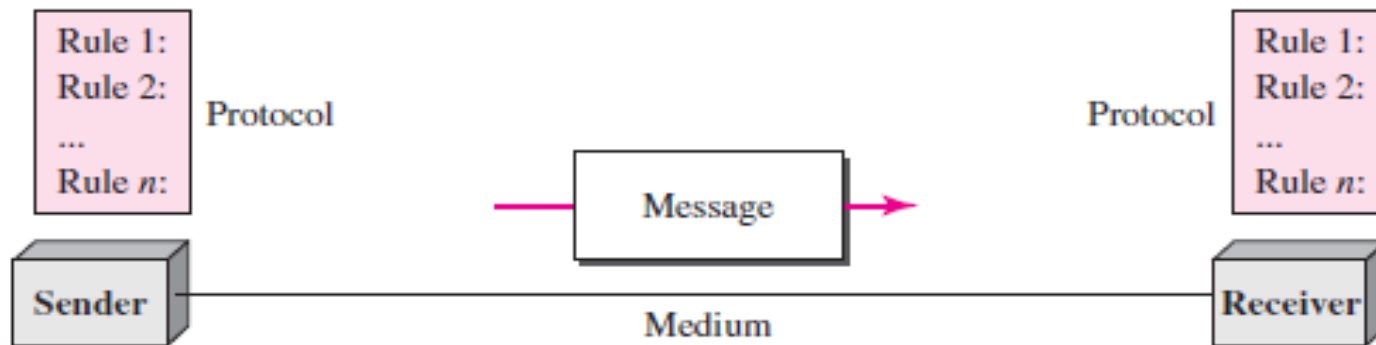 Rule 1:
Rule 2:
...
Rule n:
Protocol
Protocol
Rule 1:
Rule 2:
...
Rule n:
Message
Sender
Medium
Receiver